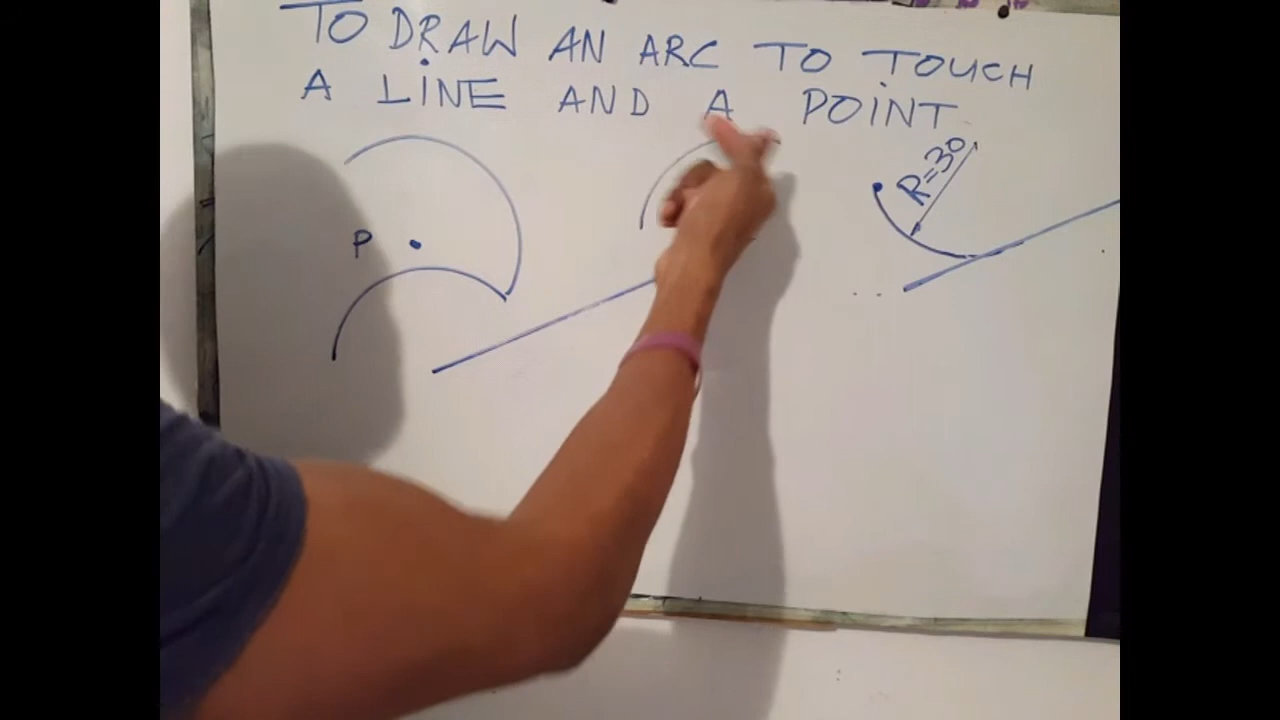 TO DRAW AN ARC TO TOUCH
A LINE AND A POINT
P
R=30